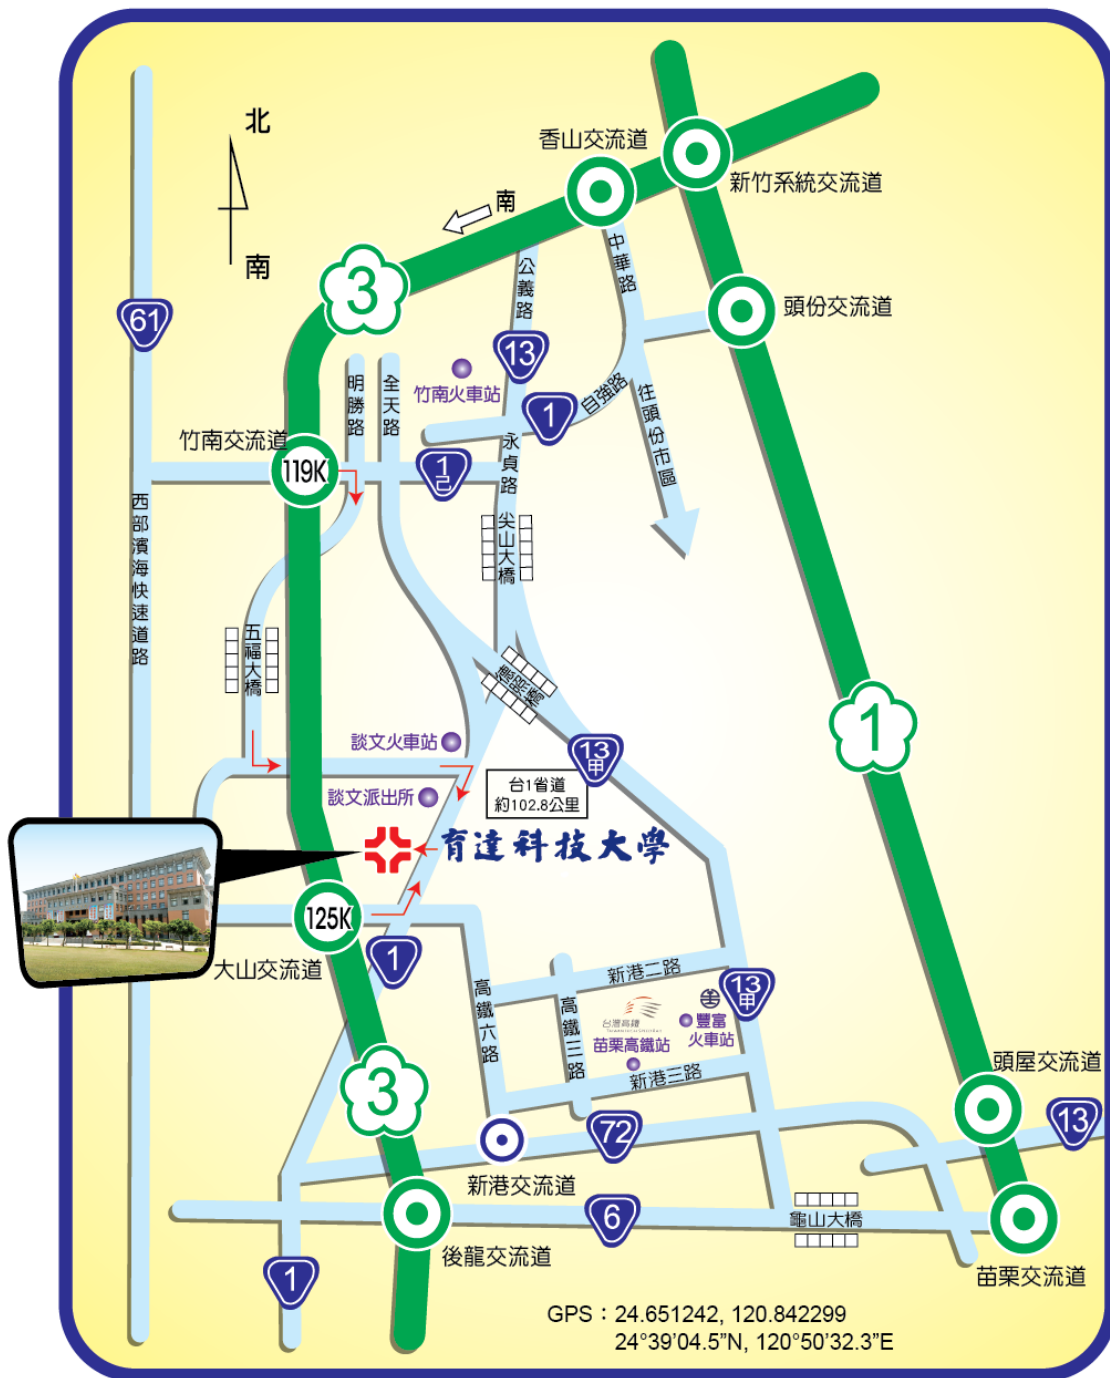 北
南
香山交流道
新竹系統交流道
南
中華路
公義路
3
61
頭份交流道
13
竹南火車站
明勝路
全天路
自強路
往頭份市區
1
竹南交流道
119K
1己
永貞路
尖山大橋
西部濱海快速道路
五福大橋
德照橋
1
談文火車站
13甲
台1省道
約102.8公里
談文派出所
育達科技大學
125K
大山交流道
1
新港二路
高鐵六路
高鐵三路
13甲
台灣高鐵
豐富
火車站
苗栗高鐵站
新港三路
3
頭屋交流道
13
72
新港交流道
6
龜山大橋
後龍交流道
1
苗栗交流道
GPS：24.651242, 120.842299
24°39’04.5”N, 120°50’32.3”E